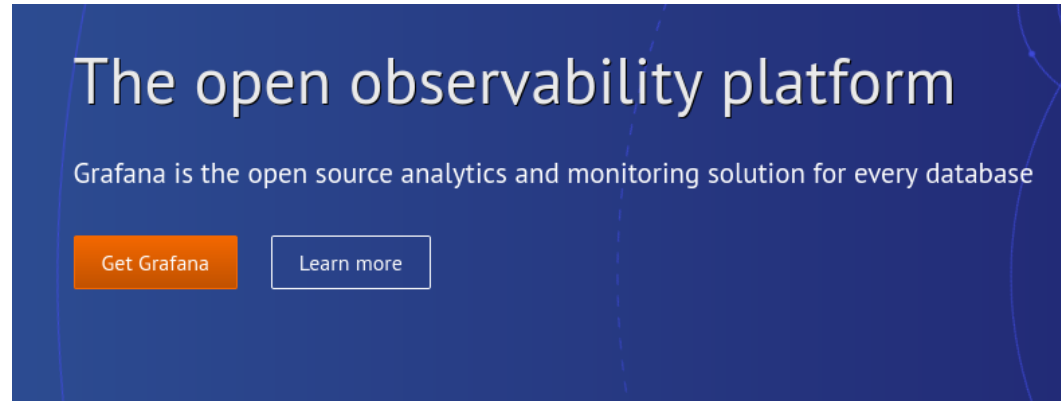 The open observability platform
Grafana is the open source analytics and monitoring solution for every database
Get Grafana
Learn more